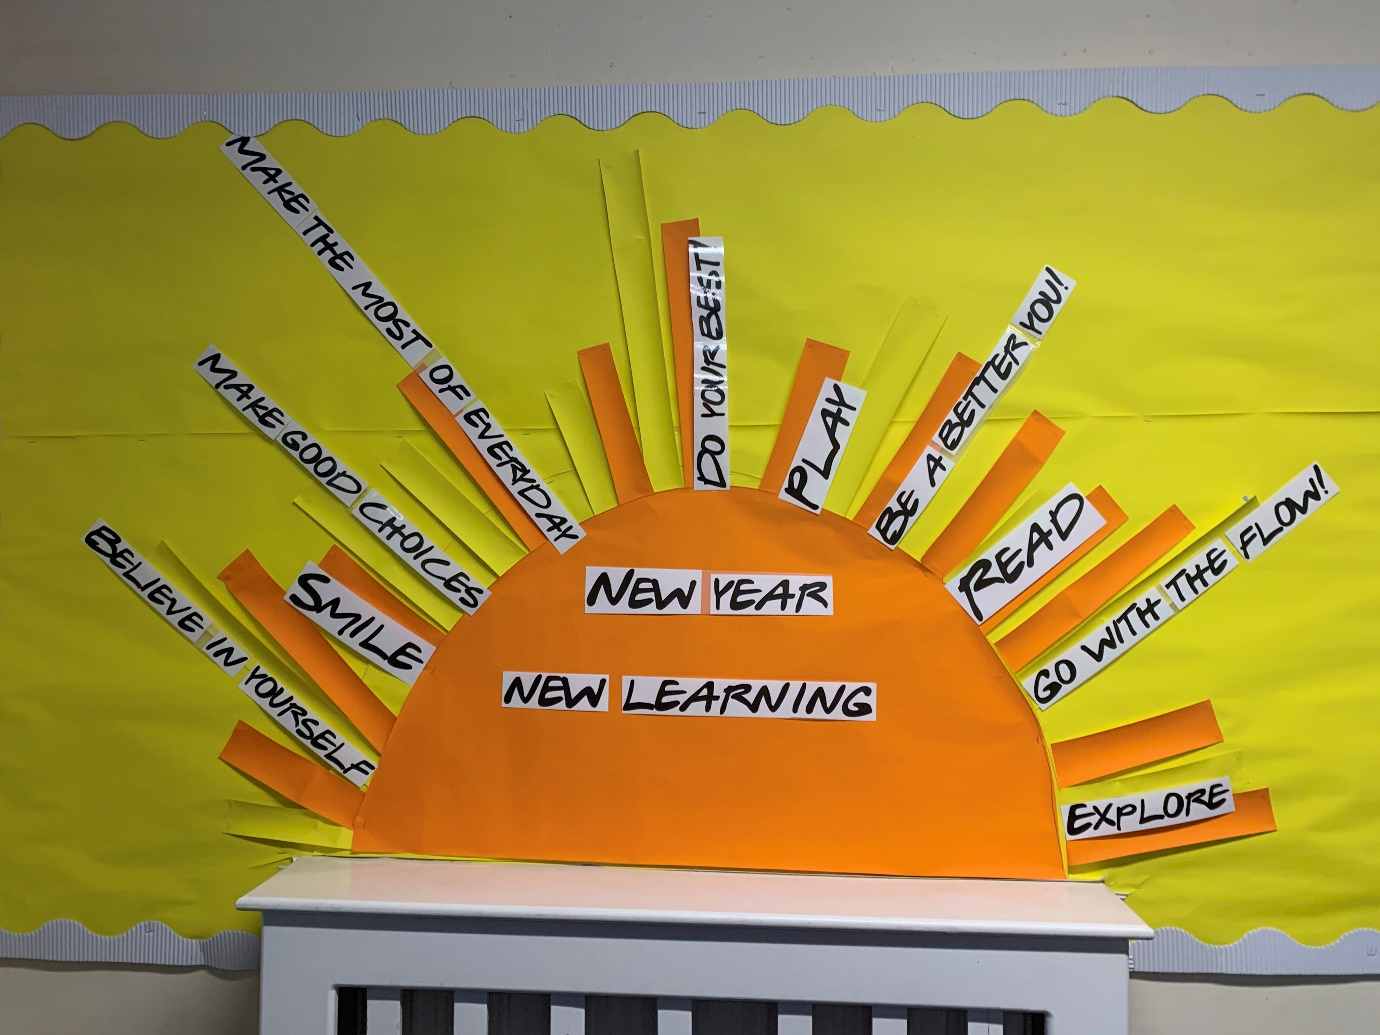 MAKE THE MOST OF EVERYDAY
MAKE GOOD CHOICES
BELIEVE IN YOURSELF
SMILE
DO YOUR BEST!
PLAY
BE A BETTER YOU!
READ
GO WITH THE FLOW!
EXPLORE
NEW YEAR
NEW LEARNING